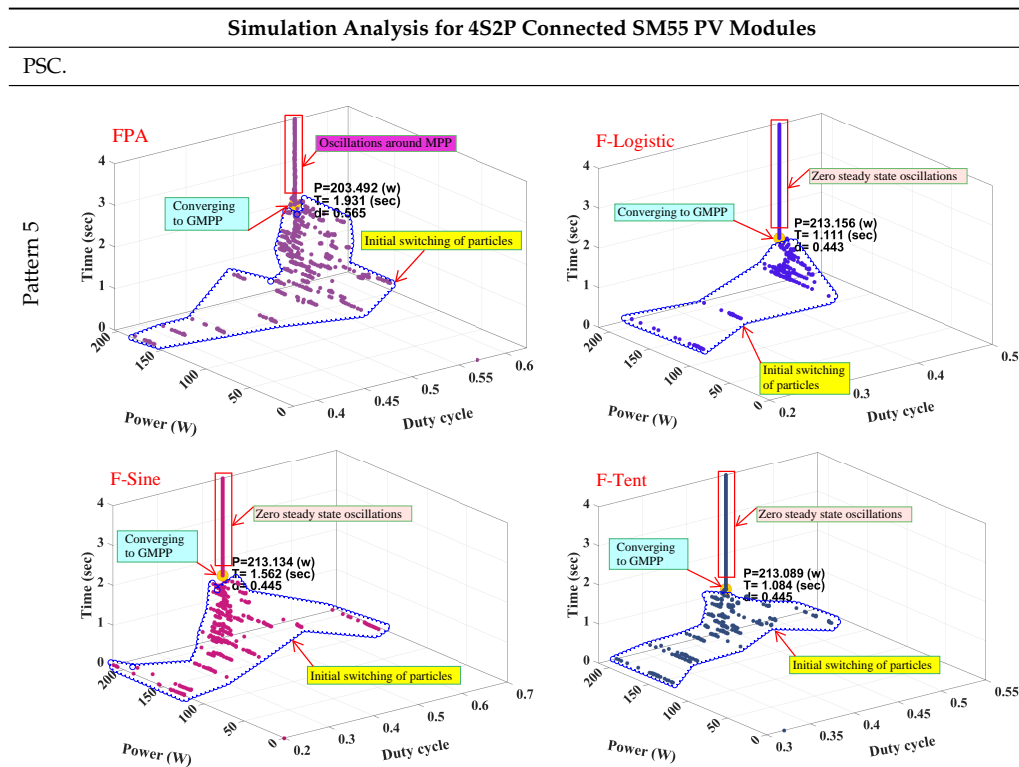 Simulation Analysis for 4S2P Connected SM55 PV Modules
PSC.
Pattern 5
FPA
Oscillations around MPP
P=203.492 (w)
T= 1.931 (sec)
d= 0.565
Converging
to GMPP
Initial switching of particles
Time (sec)
4
3
2
1
0
200
150
100
50
0
Power (W)
0.4
0.45
0.5
0.55
0.6
Duty cycle
F-Logistic
Zero steady state oscillations
Converging to GMPP
P=213.156 (w)
T= 1.111 (sec)
d= 0.443
Initial switching
of particles
Time (sec)
4
3
2
1
0
200
150
100
50
0
Power (W)
0.2
0.3
0.4
0.5
Duty cycle
F-Sine
Zero steady state oscillations
Converging
to GMPP
P=213.134 (w)
T= 1.562 (sec)
d= 0.445
Initial switching of particles
Time (sec)
4
3
2
1
0
200
150
100
50
0
Power (W)
0.2
0.3
0.4
0.5
0.6
0.7
Duty cycle
F-Tent
Zero steady state oscillations
Converging
to GMPP
P=213.089 (w)
T= 1.084 (sec)
d= 0.445
Initial switching of particles
Time (sec)
4
3
2
1
0
200
150
100
50
0
Power (W)
0.3
0.35
0.4
0.45
0.5
0.55
Duty cycle